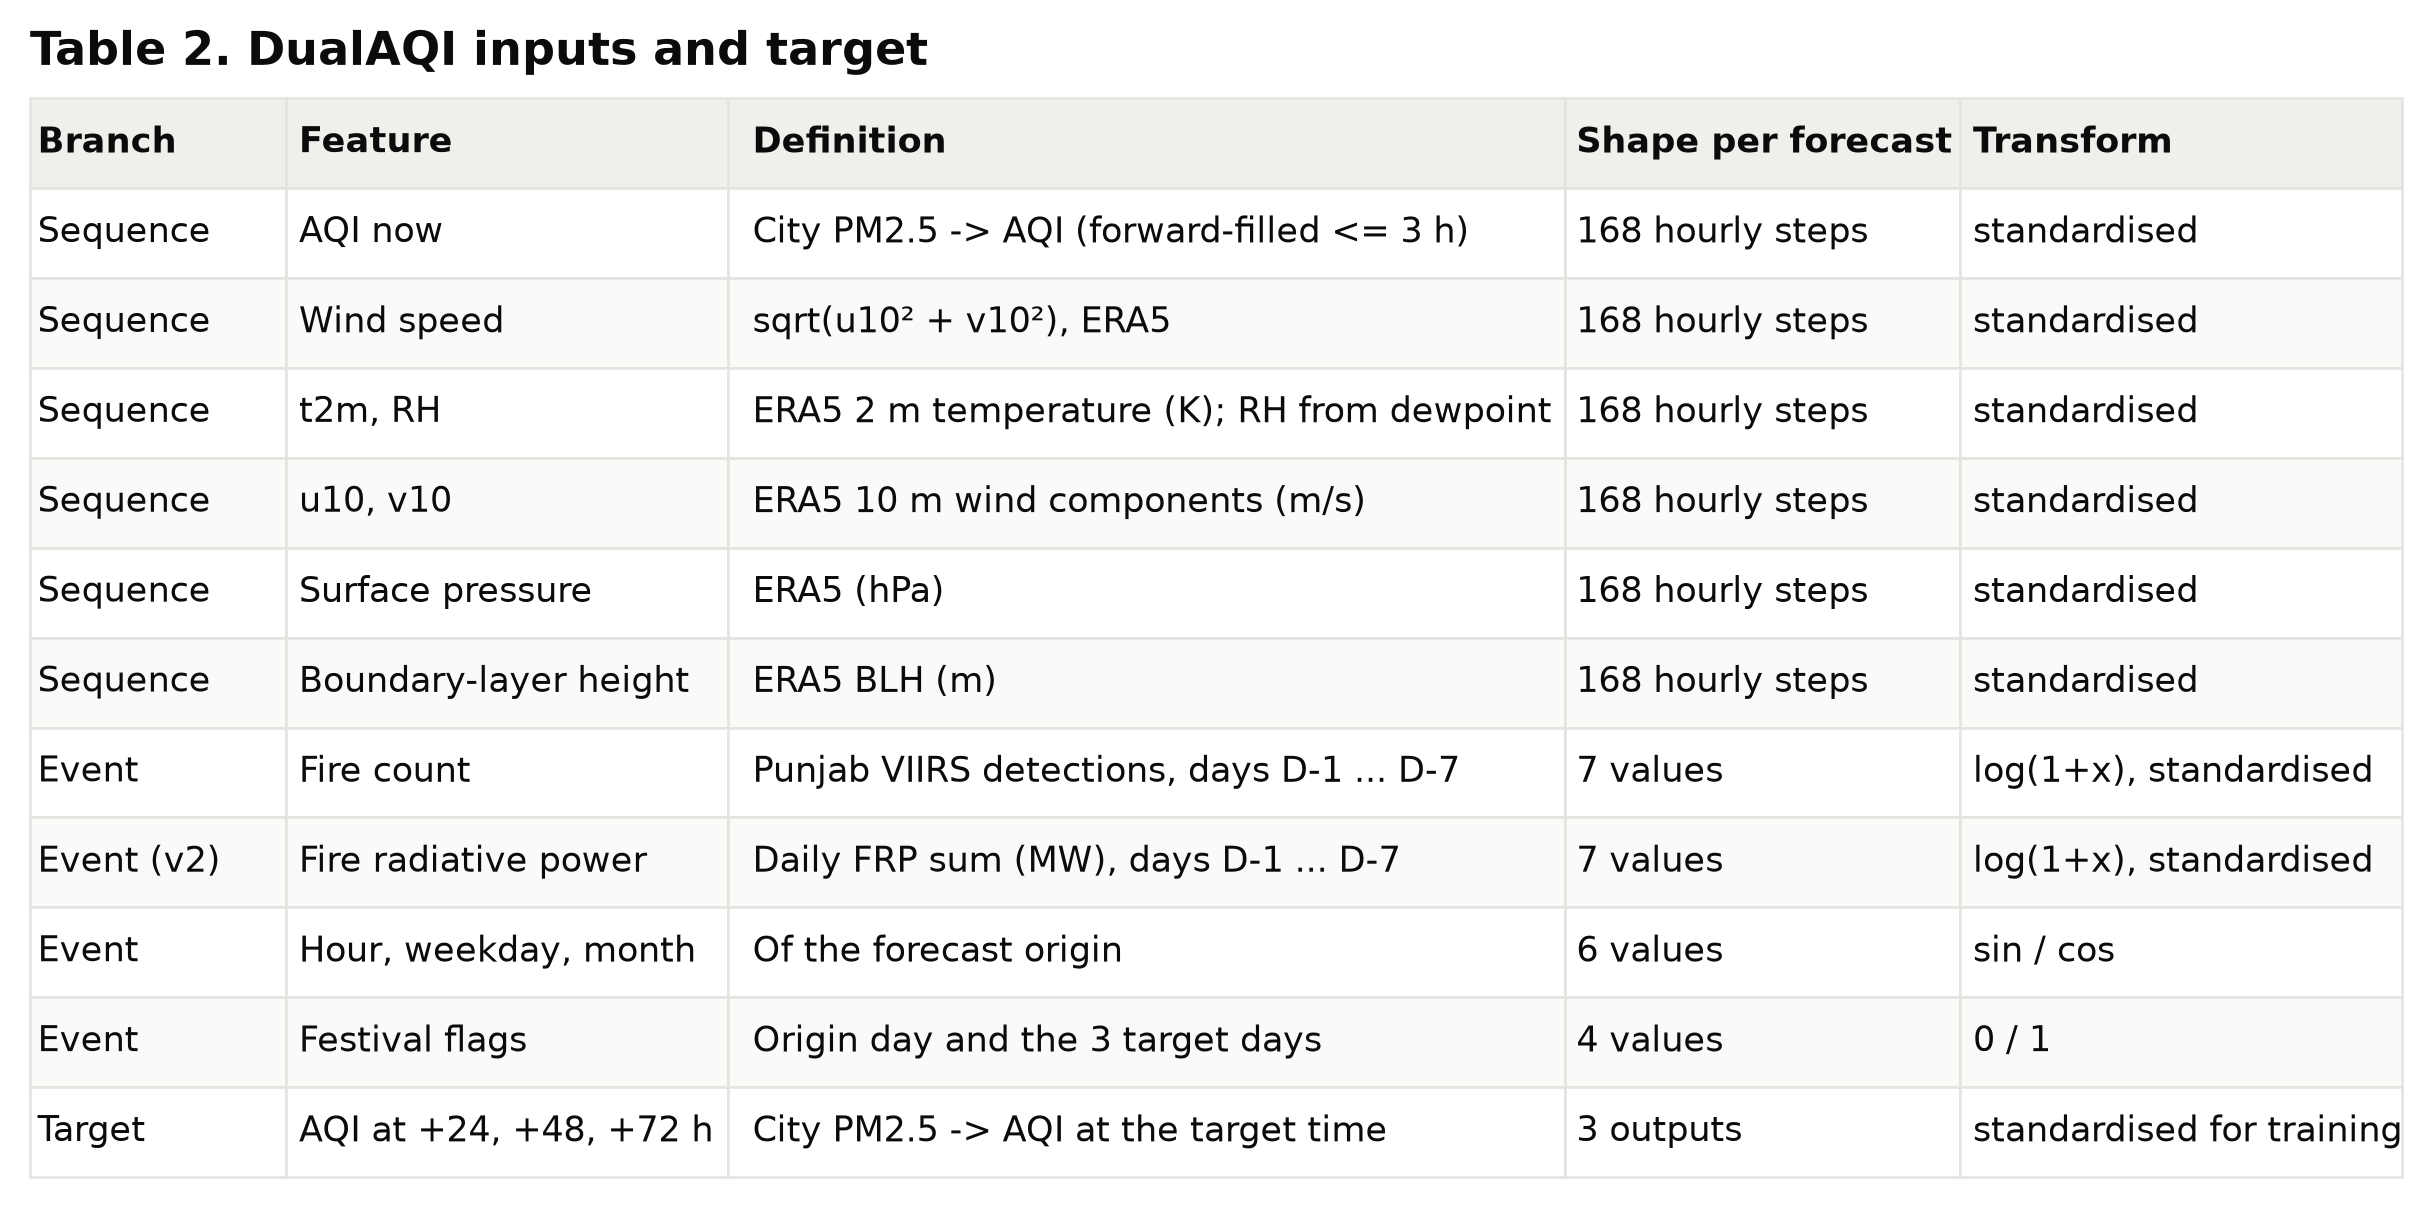 Table 2. DualAQI inputs and target
Branch Feature Definition Shape per forecast Transform
Sequence AQI now City PM2.5 -> AQI (forward-filled <= 3 h) 168 hourly steps standardised
Sequence Wind speed sqrt(u10² + v10²), ERA5 168 hourly steps standardised
Sequence t2m, RH ERA5 2 m temperature (K); RH from dewpoint 168 hourly steps standardised
Sequence u10, v10 ERA5 10 m wind components (m/s) 168 hourly steps standardised
Sequence Surface pressure ERA5 (hPa) 168 hourly steps standardised
Sequence Boundary-layer height ERA5 BLH (m) 168 hourly steps standardised
Event Fire count Punjab VIIRS detections, days D-1 ... D-7 7 values log(1+x), standardised
Event (v2) Fire radiative power Daily FRP sum (MW), days D-1 ... D-7 7 values log(1+x), standardised
Event Hour, weekday, month Of the forecast origin 6 values sin / cos
Event Festival flags Origin day and the 3 target days 4 values 0 / 1
Target AQI at +24, +48, +72 h City PM2.5 -> AQI at the target time 3 outputs standardised for training